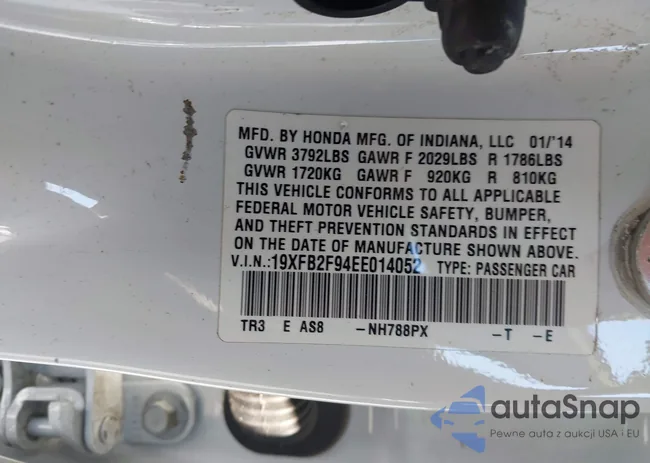 MFD. BY HONDA MFG. OF INDIANA, LLC 01/'14
GVWR 3792LBS GAWR F 2029LBS R 1786LBS
GVWR 1720KG GAWR F 920KG R 810KG
THIS VEHICLE CONFORMS TO ALL APPLICABLE
FEDERAL MOTOR VEHICLE SAFETY, BUMPER,
AND THEFT PREVENTION STANDARDS IN EFFECT
ON THE DATE OF MANUFACTURE SHOWN ABOVE.
V.I.N.:19XFB2F94EE014052 TYPE: PASSENGER CAR
TR3 E AS8 -NH788PX -T -E
autoSnap
Pewne auta z aukcji USA i EU